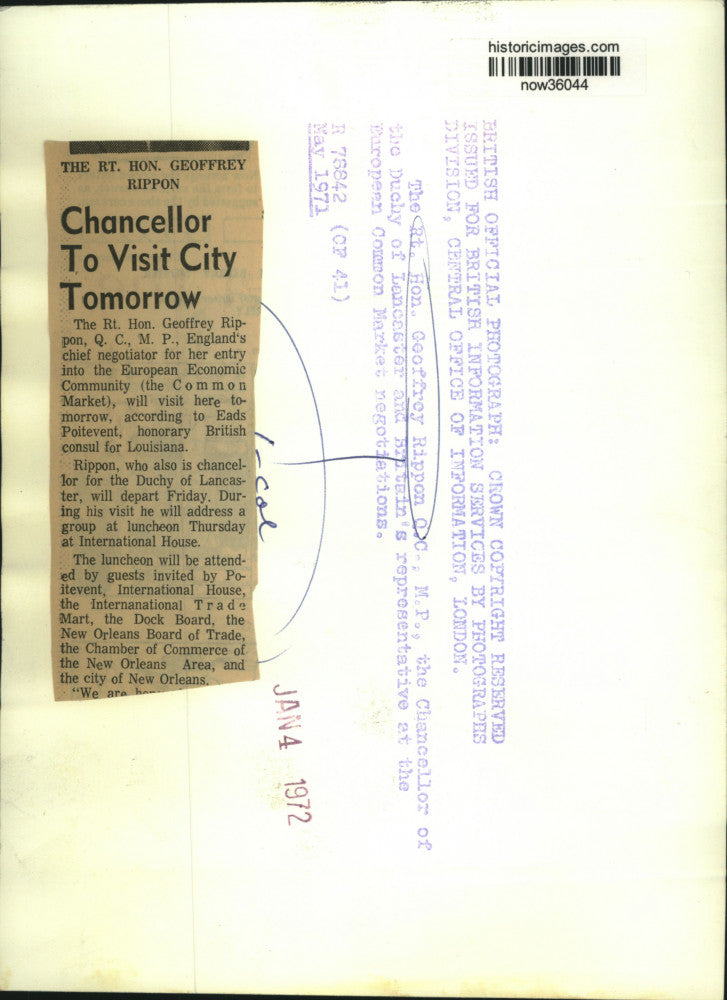 historicimages.com
now36044
THE RT. HON. GEOFFREY
RIPPON
Chancellor
To Visit City
Tomorrow
The Rt. Hon. Geoffrey Rip-
pon, Q. C., M. P., England's
chief negotiator for her entry
into the European Economic
Community (the Common
Market), will visit here to-
morrow, according to Eads
Poitevent, honorary British
consul for Louisiana.
Rippon, who also is chancel-
lor for the Duchy of Lancas-
ter, will depart Friday. Dur-
ing his visit he will address a
group at luncheon Thursday
at International House.
The luncheon will be attend-
ed by guests invited by Po-
itevent, International House,
the Internanational Trade
Mart, the Dock Board, the
New Orleans Board of Trade,
the Chamber of Commerce of
the New Orleans Area, and
the city of New Orleans.
"We are
1-col
JAN 4 1972
BRITISH OFFICIAL PHOTOGRAPH: CROWN COPYRIGHT RESERVED
ISSUED FOR BRITISH INFORMATION SERVICES BY PHOTOGRAPHS
DIVISION, CENTRAL OFFICE OF INFORMATION, LONDON.
The Rt. Hon. Geoffrey Rippon Q.C., M.P., the Chancellor of
the Duchy of Lancaster and Britain's representative at the
European Common Market negotiations.
R 78842 (CF 41)
May 1971